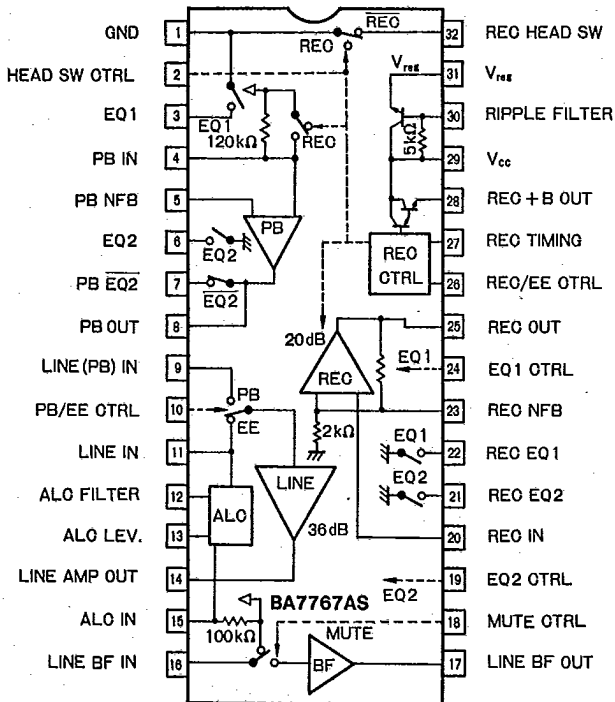 GND 1 REC 32 REC HEAD SW
REC
HEAD SW CTRL 2 Vreg 31 Vreg
EQ1 3 30 RIPPLE FILTER
EQ1
120kΩ REC 5kΩ
PB IN 4 29 Vcc
PB NFB 5 28 REC + B OUT
PB
EQ2 6 EQ2 REC CTRL 27 REC TIMING
PB EQ2 7 EQ2 26 REC/EE CTRL
PB OUT 8 20dB 25 REC OUT
LINE(PB) IN 9 REC EQ1 24 EQ1 CTRL
PB
PB/EE CTRL 10 23 REC NFB
EE 2kΩ
LINE IN 11 EQ1 22 REC EQ1
LINE
ALC FILTER 12 EQ2 21 REC EQ2
ALC
ALC LEV. 13 36dB 20 REC IN
LINE AMP OUT 14 19 EQ2 CTRL
BA7767AS EQ2
ALC IN 15 18 MUTE CTRL
100kΩ MUTE
LINE BF IN 16 BF 17 LINE BF OUT